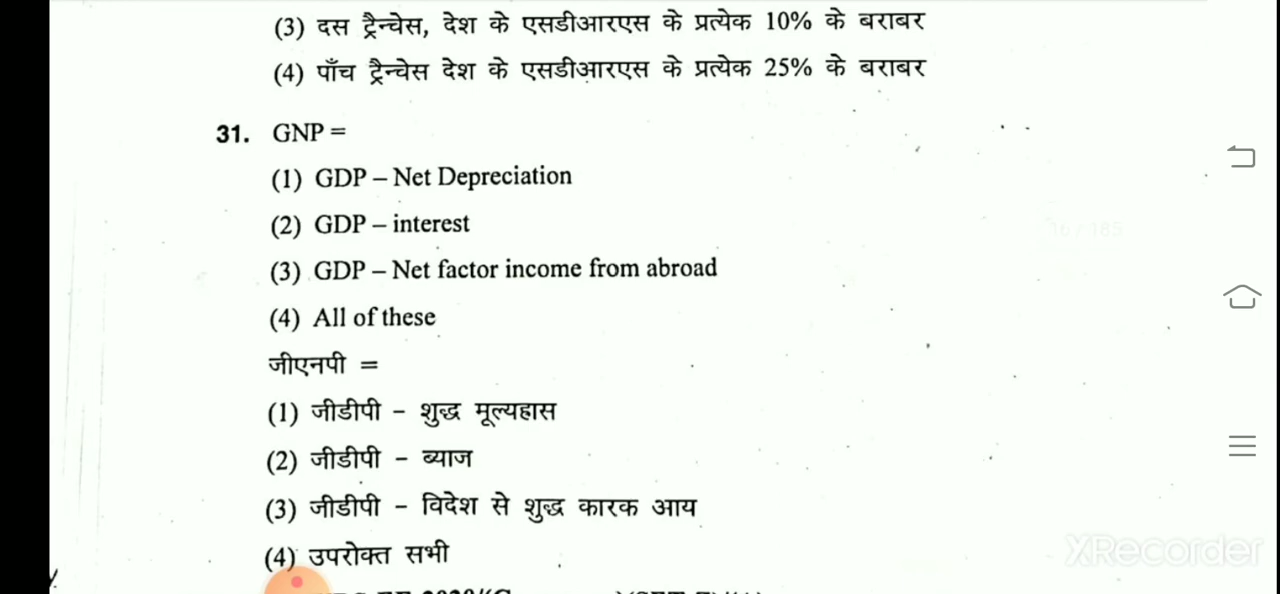 (3) दस ट्रैन्चेस, देश के एसडीआरएस के प्रत्येक 10% के बराबर
(4) पाँच ट्रैन्चेस देश के एसडीआरएस के प्रत्येक 25% के बराबर
31. GNP =
(1) GDP – Net Depreciation
(2) GDP – interest
(3) GDP – Net factor income from abroad
(4) All of these
जीएनपी =
(1) जीडीपी - शुद्ध मूल्यहास
(2) जीडीपी - ब्याज
(3) जीडीपी - विदेश से शुद्ध कारक आय
(4) उपरोक्त सभी
16 / 185
XRecorder